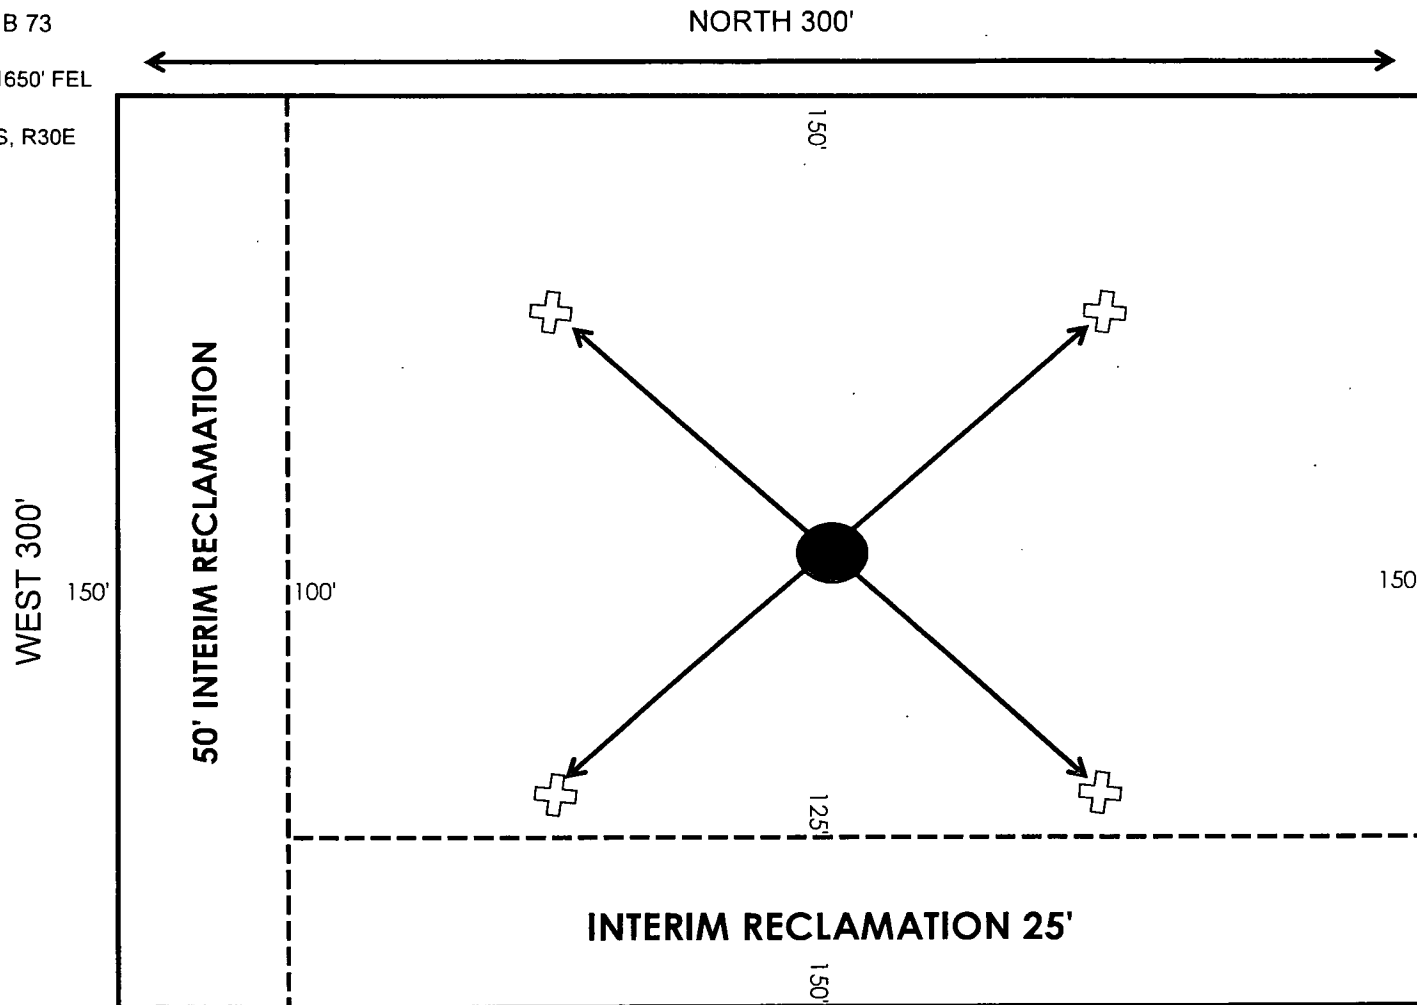 B 73
NORTH 300'
1650' FEL
S, R30E
150'
50' INTERIM RECLAMATION
WEST 300'
150'
100'
150
125'
INTERIM RECLAMATION 25'
150'